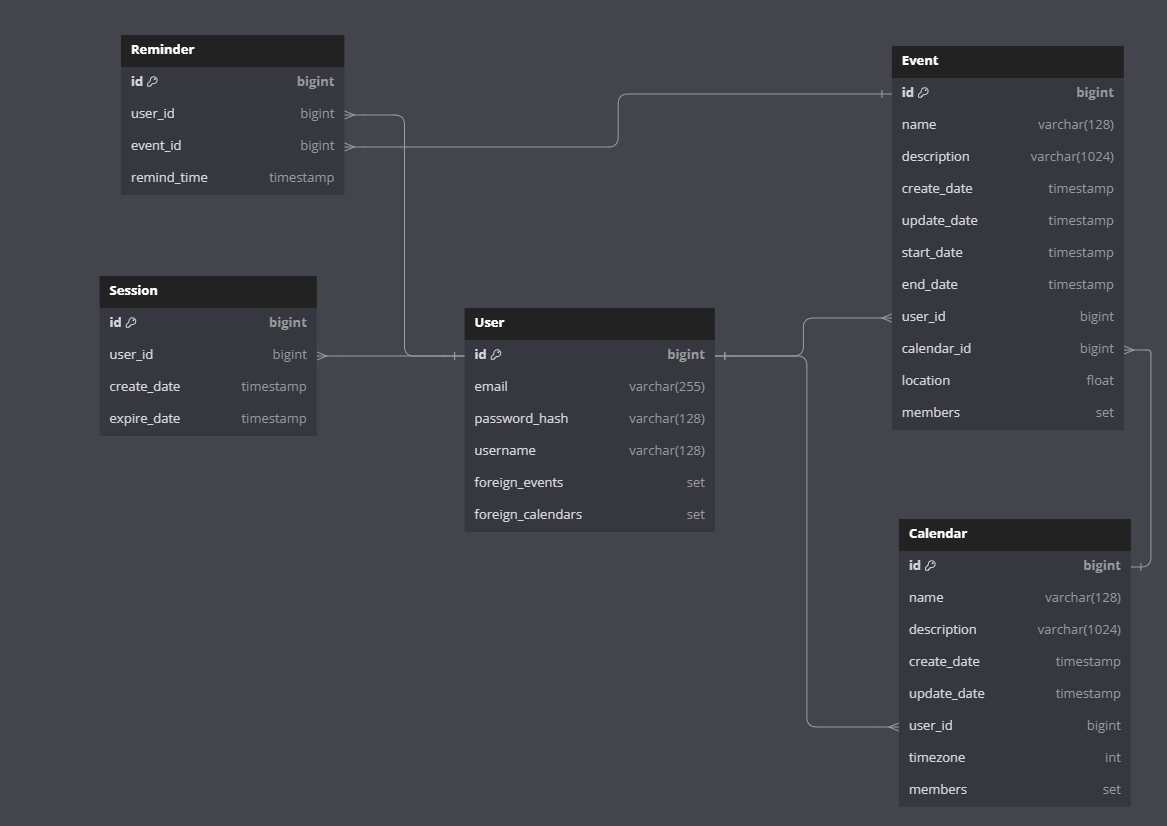 Reminder
id bigint
user_id bigint
event_id bigint
remind_time timestamp
Event
id bigint
name varchar(128)
description varchar(1024)
create_date timestamp
update_date timestamp
start_date timestamp
end_date timestamp
user_id bigint
calendar_id bigint
location float
members set
Session
id bigint
user_id bigint
create_date timestamp
expire_date timestamp
User
id bigint
email varchar(255)
password_hash varchar(128)
username varchar(128)
foreign_events set
foreign_calendars set
Calendar
id bigint
name varchar(128)
description varchar(1024)
create_date timestamp
update_date timestamp
user_id bigint
timezone int
members set